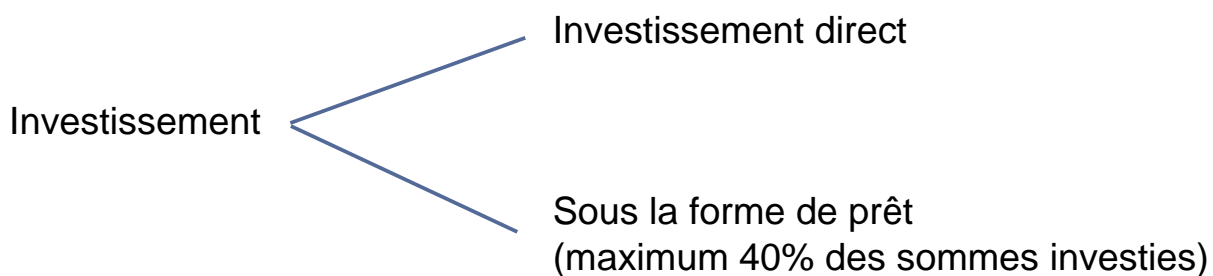 Investissement direct
Investissement
Sous la forme de prêt
(maximum 40% des sommes investies)